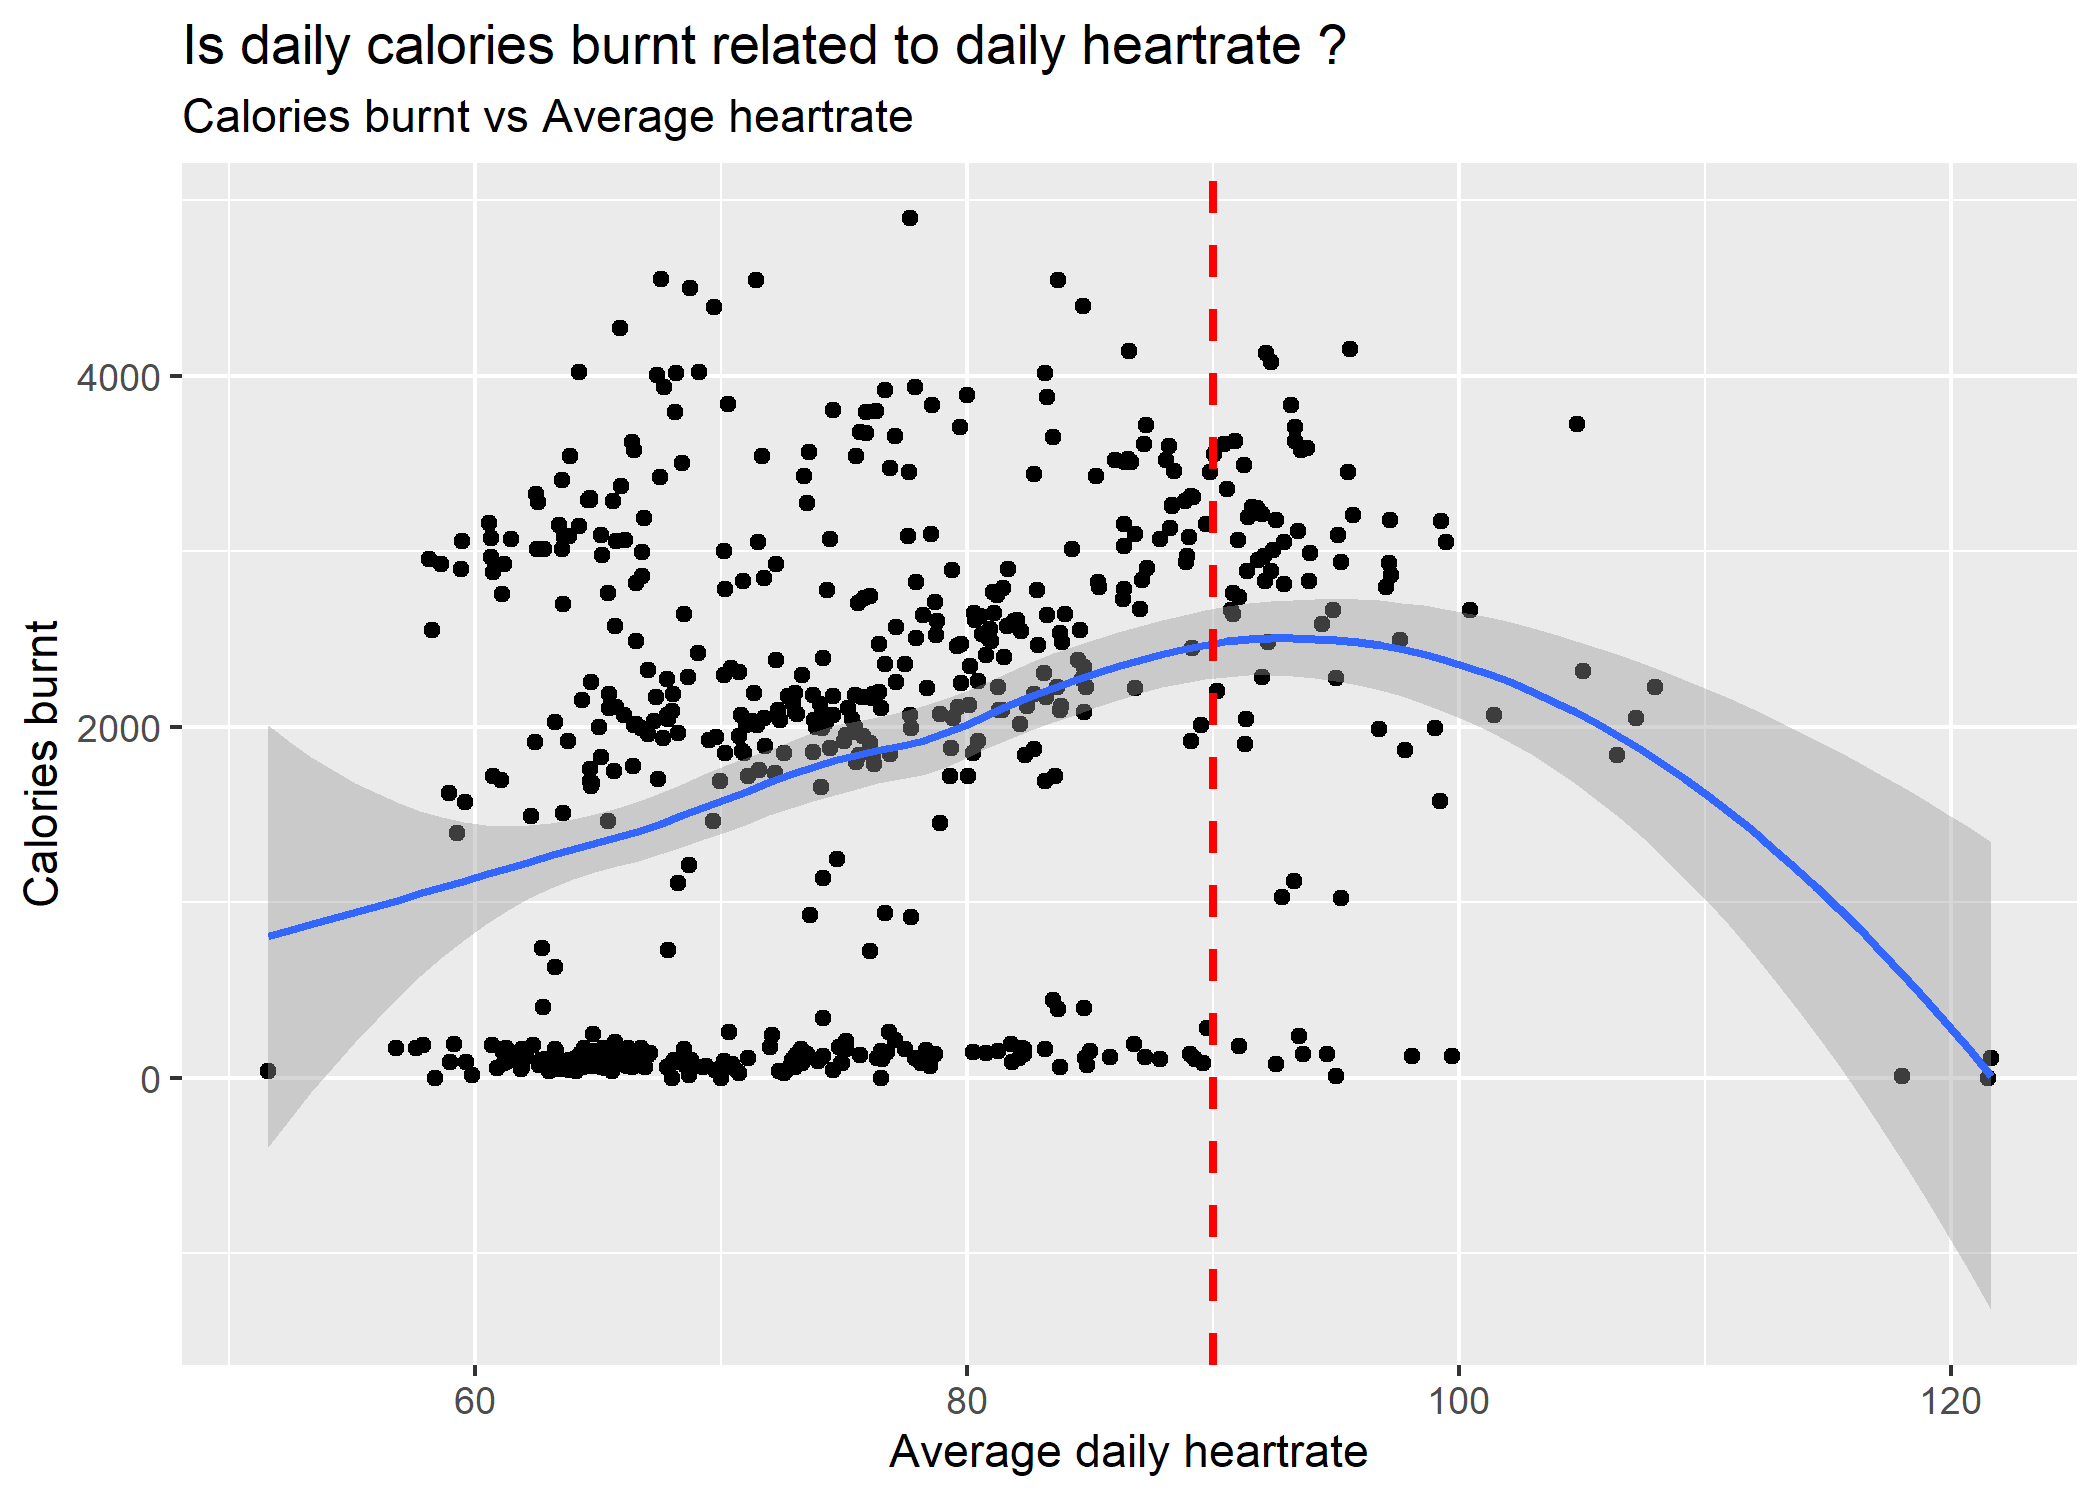 Is daily calories burnt related to daily heartrate ?
Calories burnt vs Average heartrate
Calories burnt
4000
2000
0
60
80
100
120
Average daily heartrate